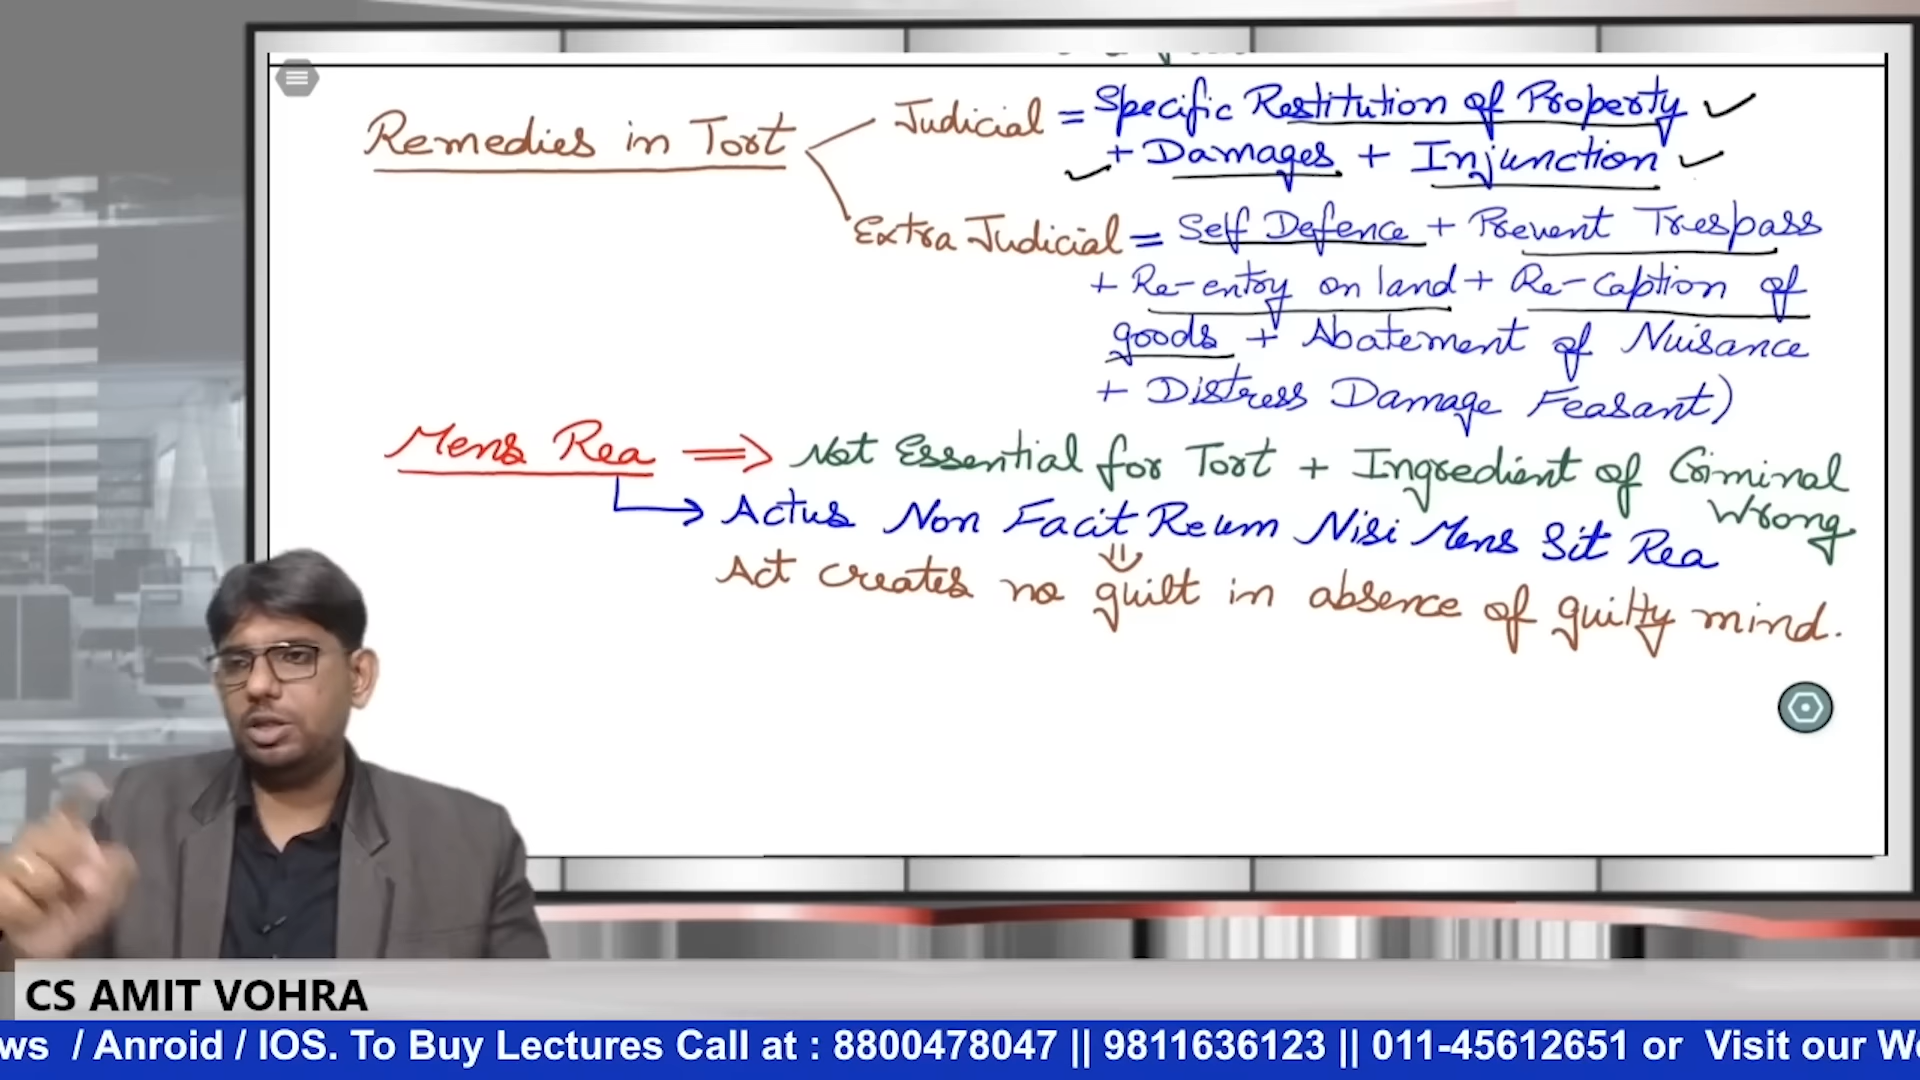 Remedies in Tort
Judicial = Specific Restitution of Property ✓
✓ + Damages + Injunction ✓
Extra Judicial = Self Defence + Prevent Trespass
+ Re-entry on land + Re-Caption of
goods + Abatement of Nuisance
+ Distress Damage Feasant)
Mens Rea ⇒ Not Essential for Tort + Ingredient of Criminal
Wrong
→ Actus Non Facit Reum Nisi Mens Sit Rea
Act creates no guilt in absence of guilty mind.
CS AMIT VOHRA
ws / Anroid / IOS. To Buy Lectures Call at : 8800478047 || 9811636123 || 011-45612651 or Visit our We